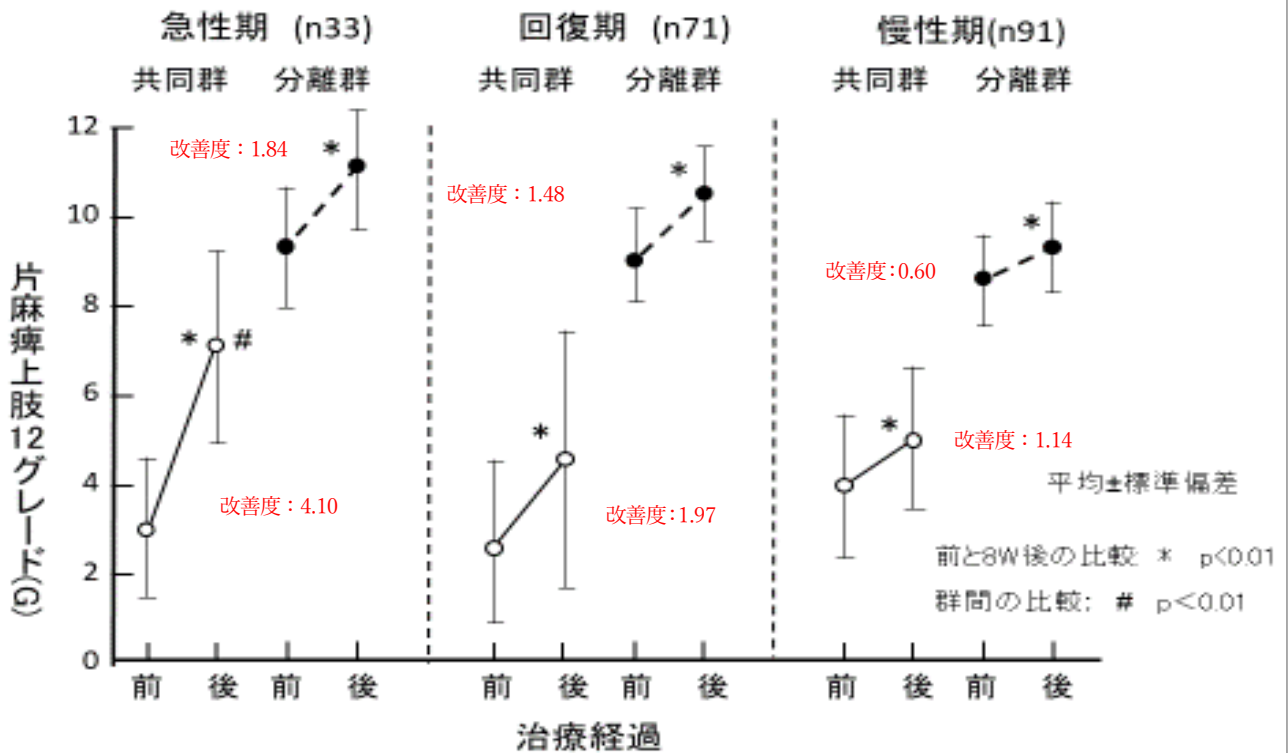 急性期 (n33)
回復期 (n71)
慢性期(n91)
共同群 分離群
共同群 分離群
共同群 分離群
片麻痺上肢12グレード(G)
12
10
8
6
4
2
0
改善度：1.84
*
* #
改善度：4.10
改善度：1.48
*
*
改善度：1.97
改善度：0.60
*
*
改善度：1.14
平均±標準偏差
前と8W後の比較 * p<0.01
群間の比較; # p<0.01
前 後 前 後
前 後 前 後
前 後 前 後
治療経過